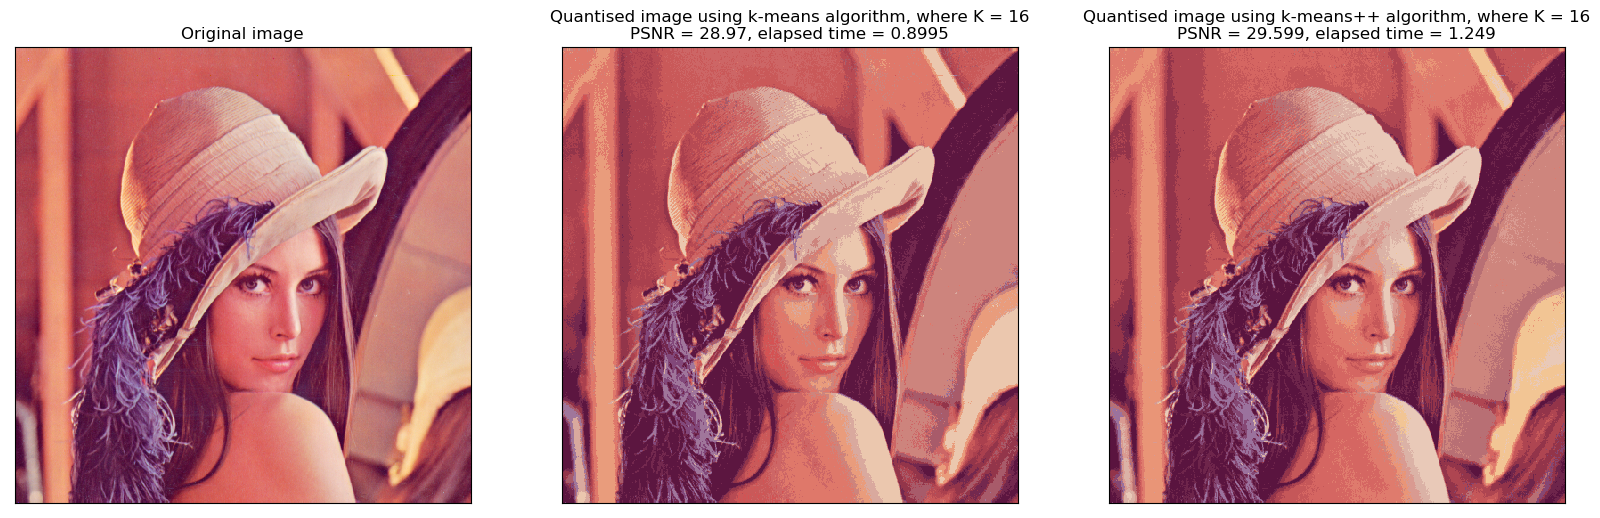 Original image
Quantised image using k-means algorithm, where K = 16
PSNR = 28.97, elapsed time = 0.8995
Quantised image using k-means++ algorithm, where K = 16
PSNR = 29.599, elapsed time = 1.249